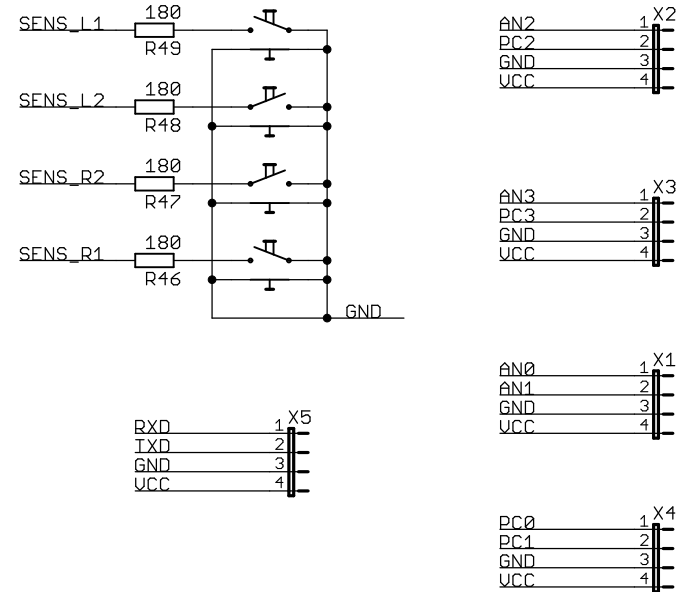 SENS_L1
180
R49
SENS_L2
180
R48
SENS_R2
180
R47
SENS_R1
180
R46
GND
X2
AN2 1
PC2 2
GND 3
VCC 4
X3
AN3 1
PC3 2
GND 3
VCC 4
X1
AN0 1
AN1 2
GND 3
VCC 4
X5
RXD 1
TXD 2
GND 3
VCC 4
X4
PC0 1
PC1 2
GND 3
VCC 4